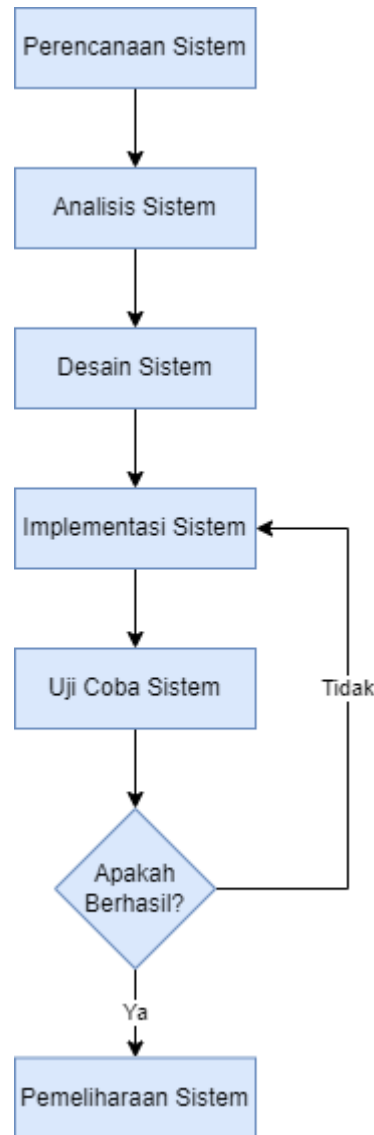 Perencanaan Sistem
Analisis Sistem
Desain Sistem
Implementasi Sistem
Uji Coba Sistem
Tidak
Apakah
Berhasil?
Ya
Pemeliharaan Sistem